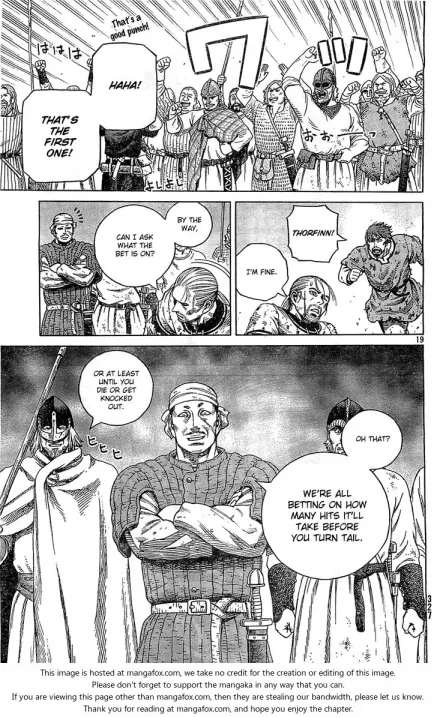 ワ
ははは
That's a
good punch!
HAHA!
THAT'S
THE
FIRST
ONE!
おお〜っ
THORFINN!
I'M FINE.
BY THE
WAY,
CAN I ASK
WHAT THE
BET IS ON?
19
OH THAT?
WE'RE ALL
BETTING ON HOW
MANY HITS IT'LL
TAKE BEFORE
YOU TURN TAIL.
OR AT LEAST
UNTIL YOU
DIE OR GET
KNOCKED
OUT.
ヒヒヒ
327
This image is hosted at mangafox.com, we take no credit for the creation or editing of this image.
Please don't forget to support the mangaka in any way that you can.
If you are viewing this page other than mangafox.com, then they are stealing our bandwidth, please let us know.
Thank you for reading at mangafox.com, and hope you enjoy the chapter.